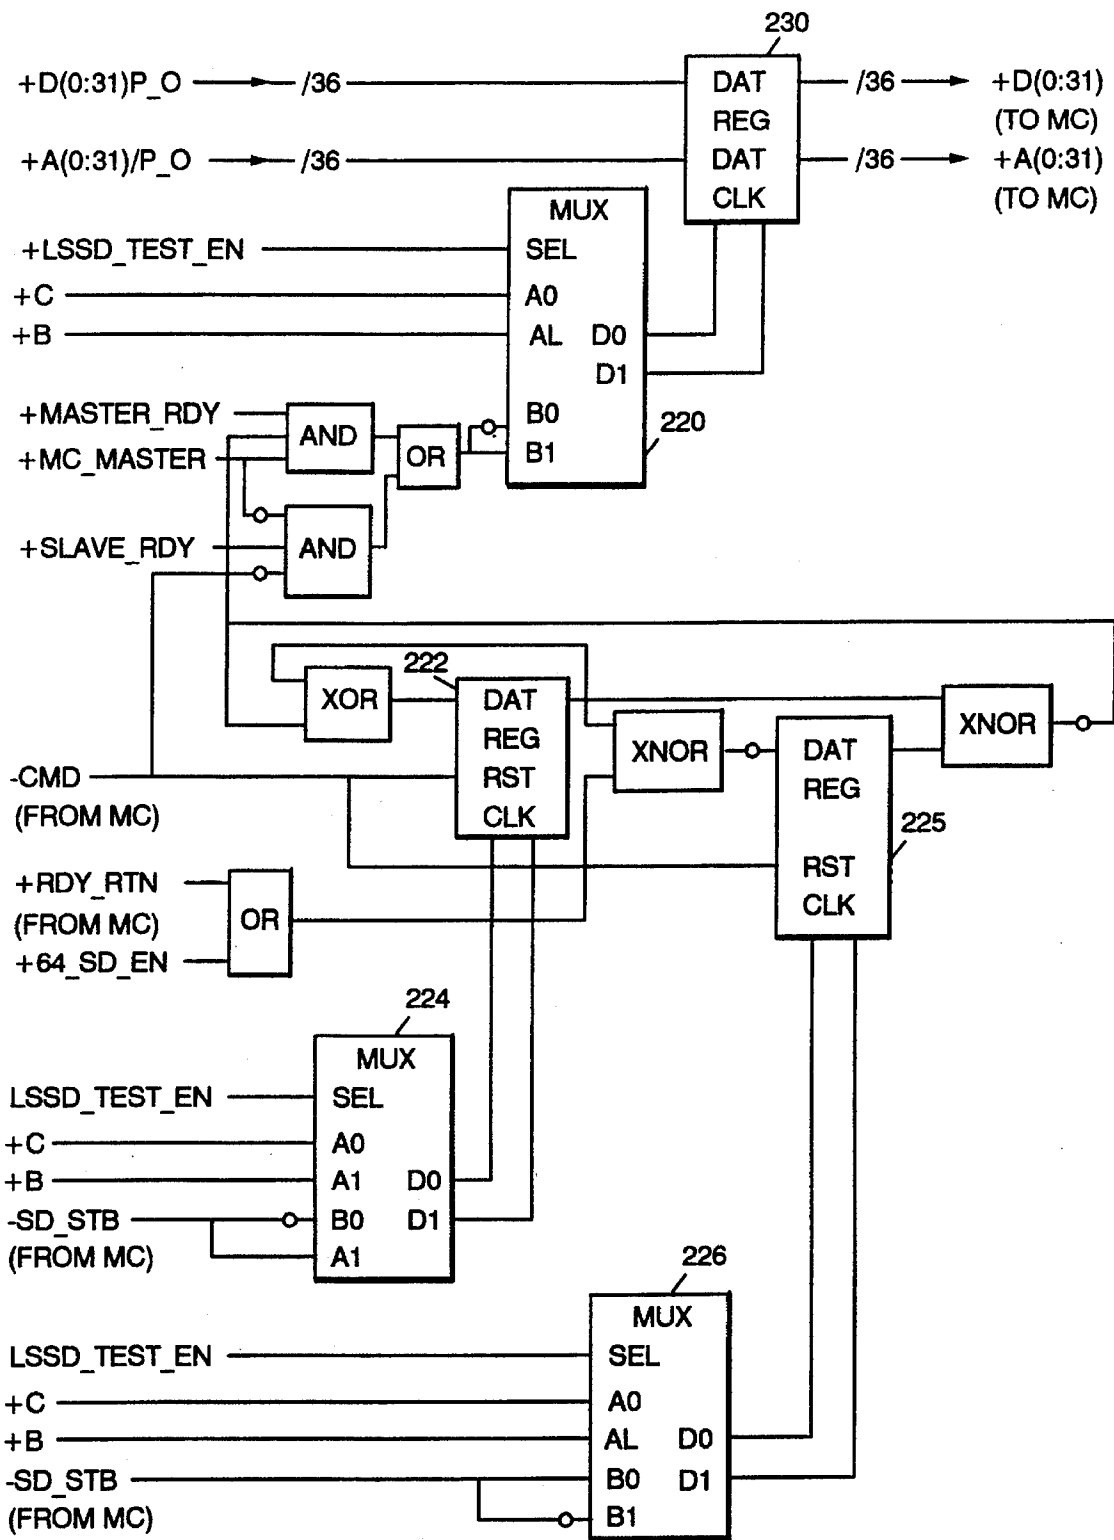 230
+D(0:31)P_O /36 DAT /36 +D(0:31)
REG (TO MC)
+A(0:31)/P_O /36 DAT /36 +A(0:31)
CLK (TO MC)
MUX
+LSSD_TEST_EN SEL
+C A0
+B AL D0
D1
+MASTER_RDY AND B0 220
+MC_MASTER OR B1
+SLAVE_RDY AND
222
XOR DAT XNOR
REG XNOR DAT
-CMD RST REG
(FROM MC) CLK 225
+RDY_RTN RST
(FROM MC) OR CLK
+64_SD_EN
224
MUX
LSSD_TEST_EN SEL
+C A0
+B A1 D0
-SD_STB B0 D1
(FROM MC) A1
226
MUX
LSSD_TEST_EN SEL
+C A0
+B AL D0
-SD_STB B0 D1
(FROM MC) B1